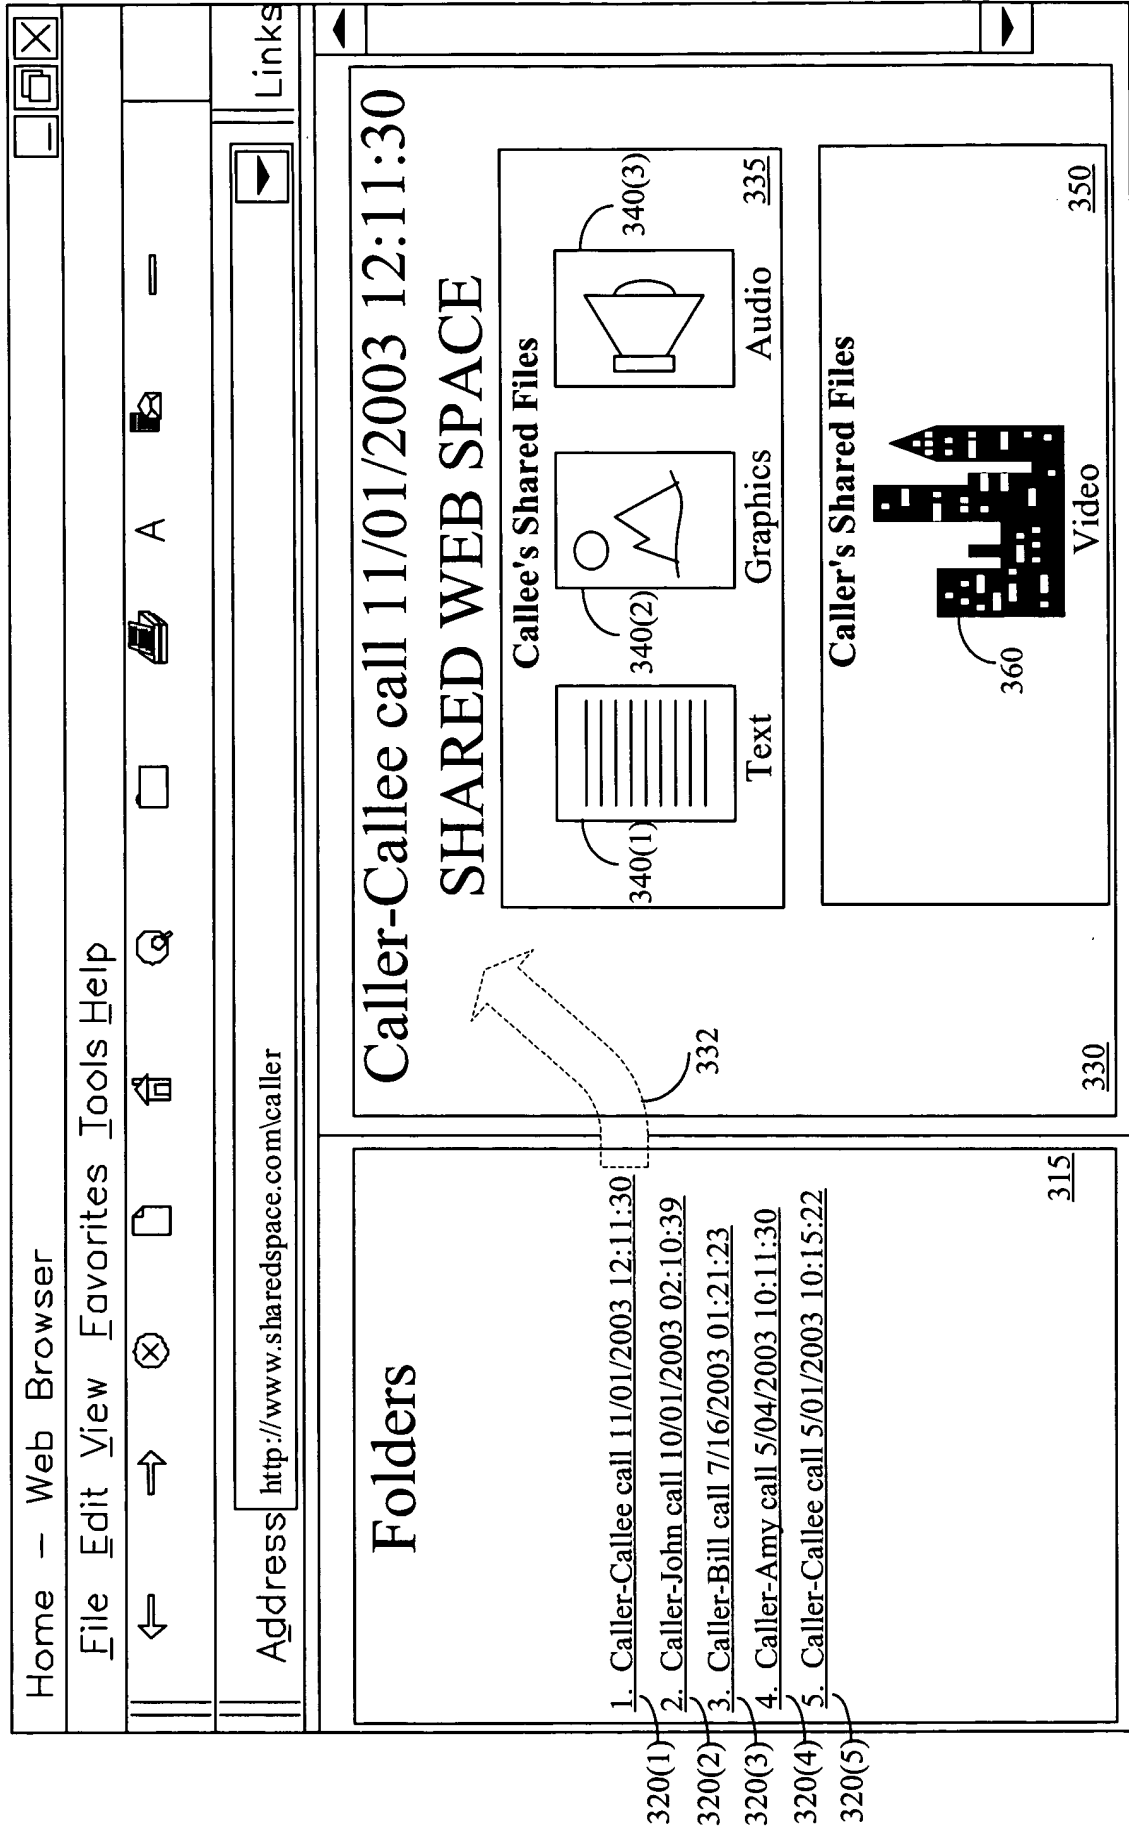 Home — Web Browser
File Edit View Favorites Tools Help
A
Address http://www.sharedspace.com\caller
Links
Folders
1. Caller-Callee call 11/01/2003 12:11:30
2. Caller-John call 10/01/2003 02:10:39
3. Caller-Bill call 7/16/2003 01:21:23
4. Caller-Amy call 5/04/2003 10:11:30
5. Caller-Callee call 5/01/2003 10:15:22
320(1)
320(2)
320(3)
320(4)
320(5)
315
332
Caller-Callee call 11/01/2003 12:11:30
SHARED WEB SPACE
Callee's Shared Files
340(1)
340(2)
340(3)
Text
Graphics
Audio
335
Caller's Shared Files
360
Video
350
330